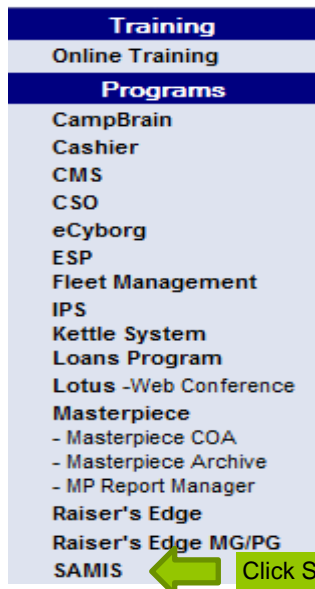 Training
Online Training
Programs
CampBrain
Cashier
CMS
CSO
eCyborg
ESP
Fleet Management
IPS
Kettle System
Loans Program
Lotus -Web Conference
Masterpiece
- Masterpiece COA
- Masterpiece Archive
- MP Report Manager
Raiser's Edge
Raiser's Edge MG/PG
SAMIS Click S